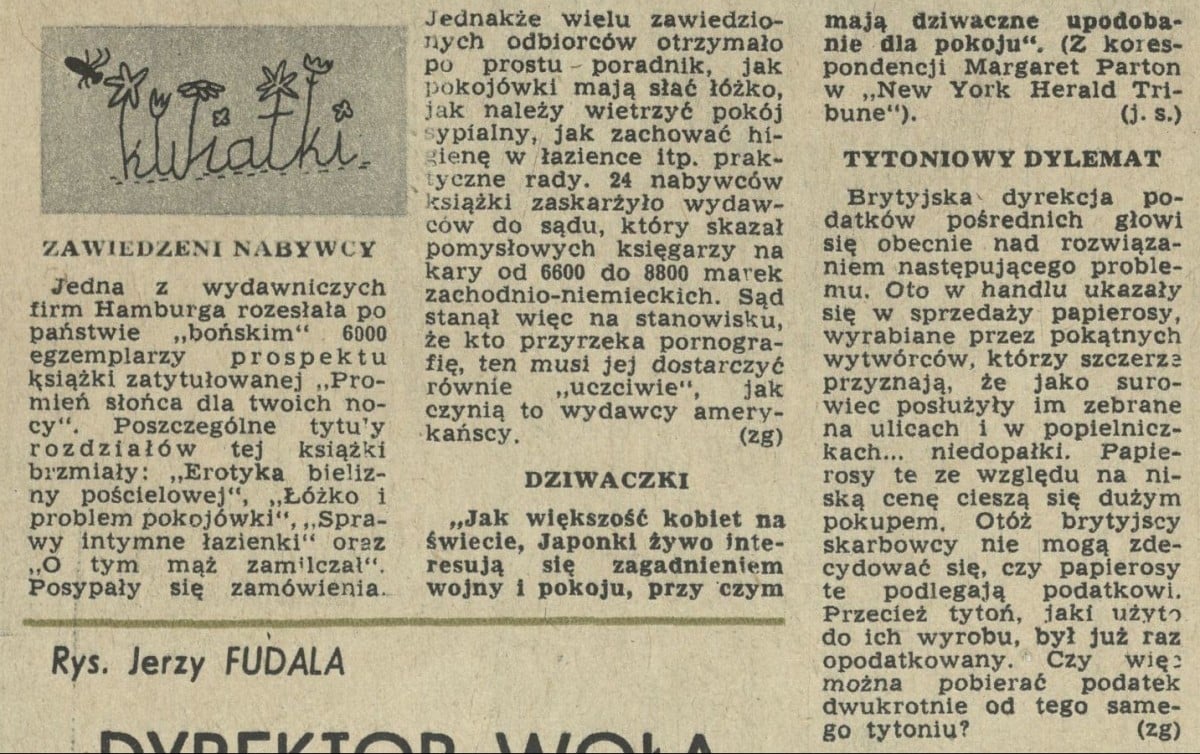 kwiatki
ZAWIEDZENI NABYWCY
Jedna z wydawniczych
firm Hamburga rozesłała po
państwie „bońskim“ 6000
egzemplarzy prospektu
książki zatytułowanej „Pro-
mień słońca dla twoich no-
cy“. Poszczególne tytuły
rozdziałów tej książki
brzmiały: „Erotyka bieliz-
ny pościelowej“, „Łóżko i
problem pokojówki“, „Spra-
wy intymne łazienki“ oraz
„O tym mąż zamilczał“.
Posypały się zamówienia.
Jednakże wielu zawiedzio-
nych odbiorców otrzymało
po prostu - poradnik, jak
pokojówki mają słać łóżko,
jak należy wietrzyć pokój
sypialny, jak zachować hi-
gienę w łazience itp. prak-
tyczne rady. 24 nabywców
książki zaskarżyło wydaw-
ców do sądu, który skazał
pomysłowych księgarzy na
kary od 6600 do 8800 marek
zachodnio-niemieckich. Sąd
stanął więc na stanowisku,
że kto przyrzeka pornogra-
fię, ten musi jej dostarczyć
równie „uczciwie“, jak
czynią to wydawcy amery-
kańscy. (zg)
DZIWACZKI
„Jak większość kobiet na
świecie, Japonki żywo inte-
resują się zagadnieniem
wojny i pokoju, przy czym
mają dziwaczne upodoba-
nie dla pokoju“. (Z kores-
pondencji Margaret Parton
w „New York Herald Tri-
bune“). (j. s.)
TYTONIOWY DYLEMAT
Brytyjska dyrekcja po-
datków pośrednich głowi
się obecnie nad rozwiąza-
niem następującego proble-
mu. Oto w handlu ukazały
się w sprzedaży papierosy,
wyrabiane przez pokątnych
wytwórców, którzy szczerze
przyznają, że jako suro-
wiec posłużyły im zebrane
na ulicach i w popielnicz-
kach... niedopałki. Papie-
rosy te ze względu na ni-
ską cenę cieszą się dużym
pokupem. Otóż brytyjscy
skarbowcy nie mogą zde-
cydować się, czy papierosy
te podlegają podatkowi.
Przecież tytoń, jaki użyto
do ich wyrobu, był już raz
opodatkowany. Czy więc
można pobierać podatek
dwukrotnie od tego same-
go tytoniu? (zg)
Rys. Jerzy FUDALA
DYREKTOR WOŁA